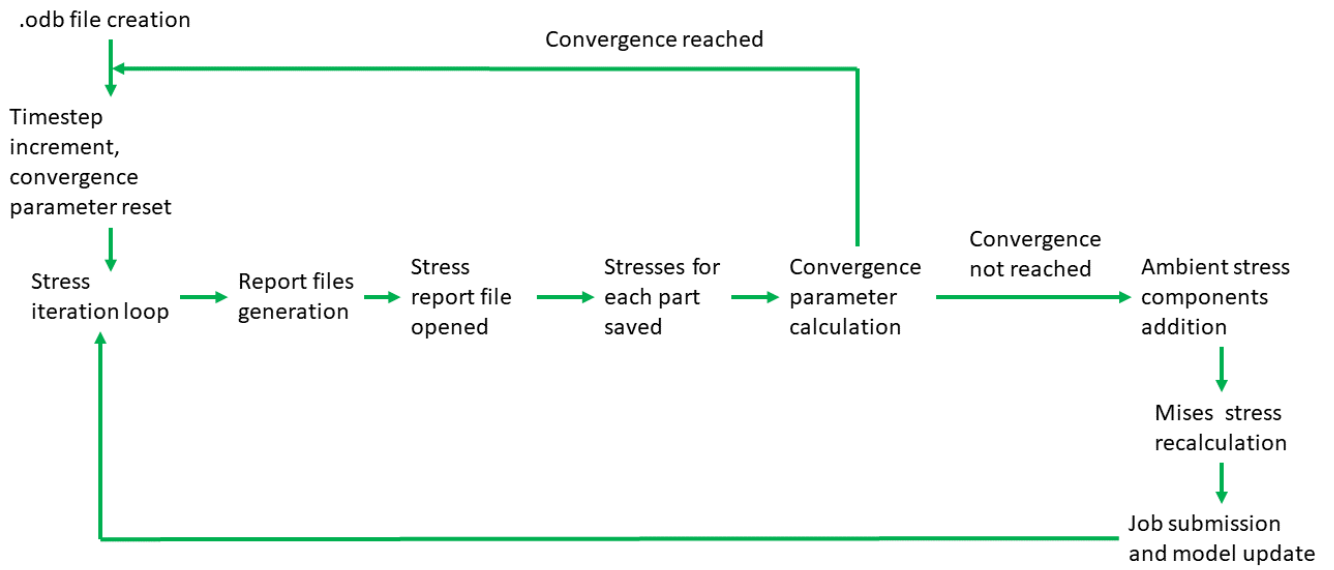 .odb file creation
Convergence reached
Timestep
increment,
convergence
parameter reset
Stress
iteration loop
Report files
generation
Stress
report file
opened
Stresses for
each part
saved
Convergence
parameter
calculation
Convergence
not reached
Ambient stress
components
addition
Mises stress
recalculation
Job submission
and model update